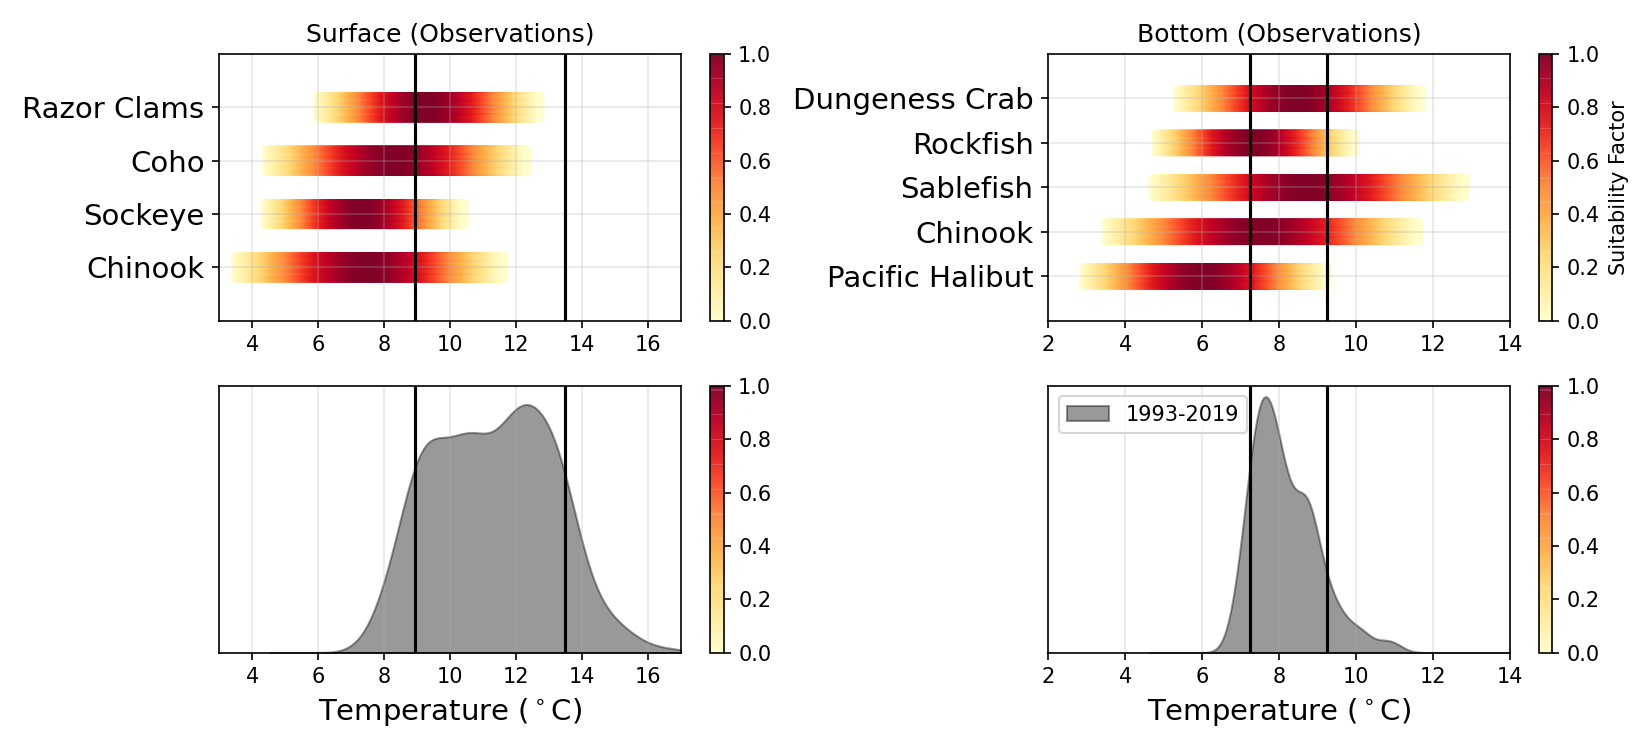 Surface (Observations)
Razor Clams
Coho
Sockeye
Chinook
4 6 8 10 12 14 16
1.0
0.8
0.6
0.4
0.2
0.0
Bottom (Observations)
Dungeness Crab
Rockfish
Sablefish
Chinook
Pacific Halibut
2 4 6 8 10 12 14
1.0
0.8
0.6
0.4
0.2
0.0
Suitability Factor
4 6 8 10 12 14 16
Temperature (°C)
1.0
0.8
0.6
0.4
0.2
0.0
1993-2019
2 4 6 8 10 12 14
Temperature (°C)
1.0
0.8
0.6
0.4
0.2
0.0